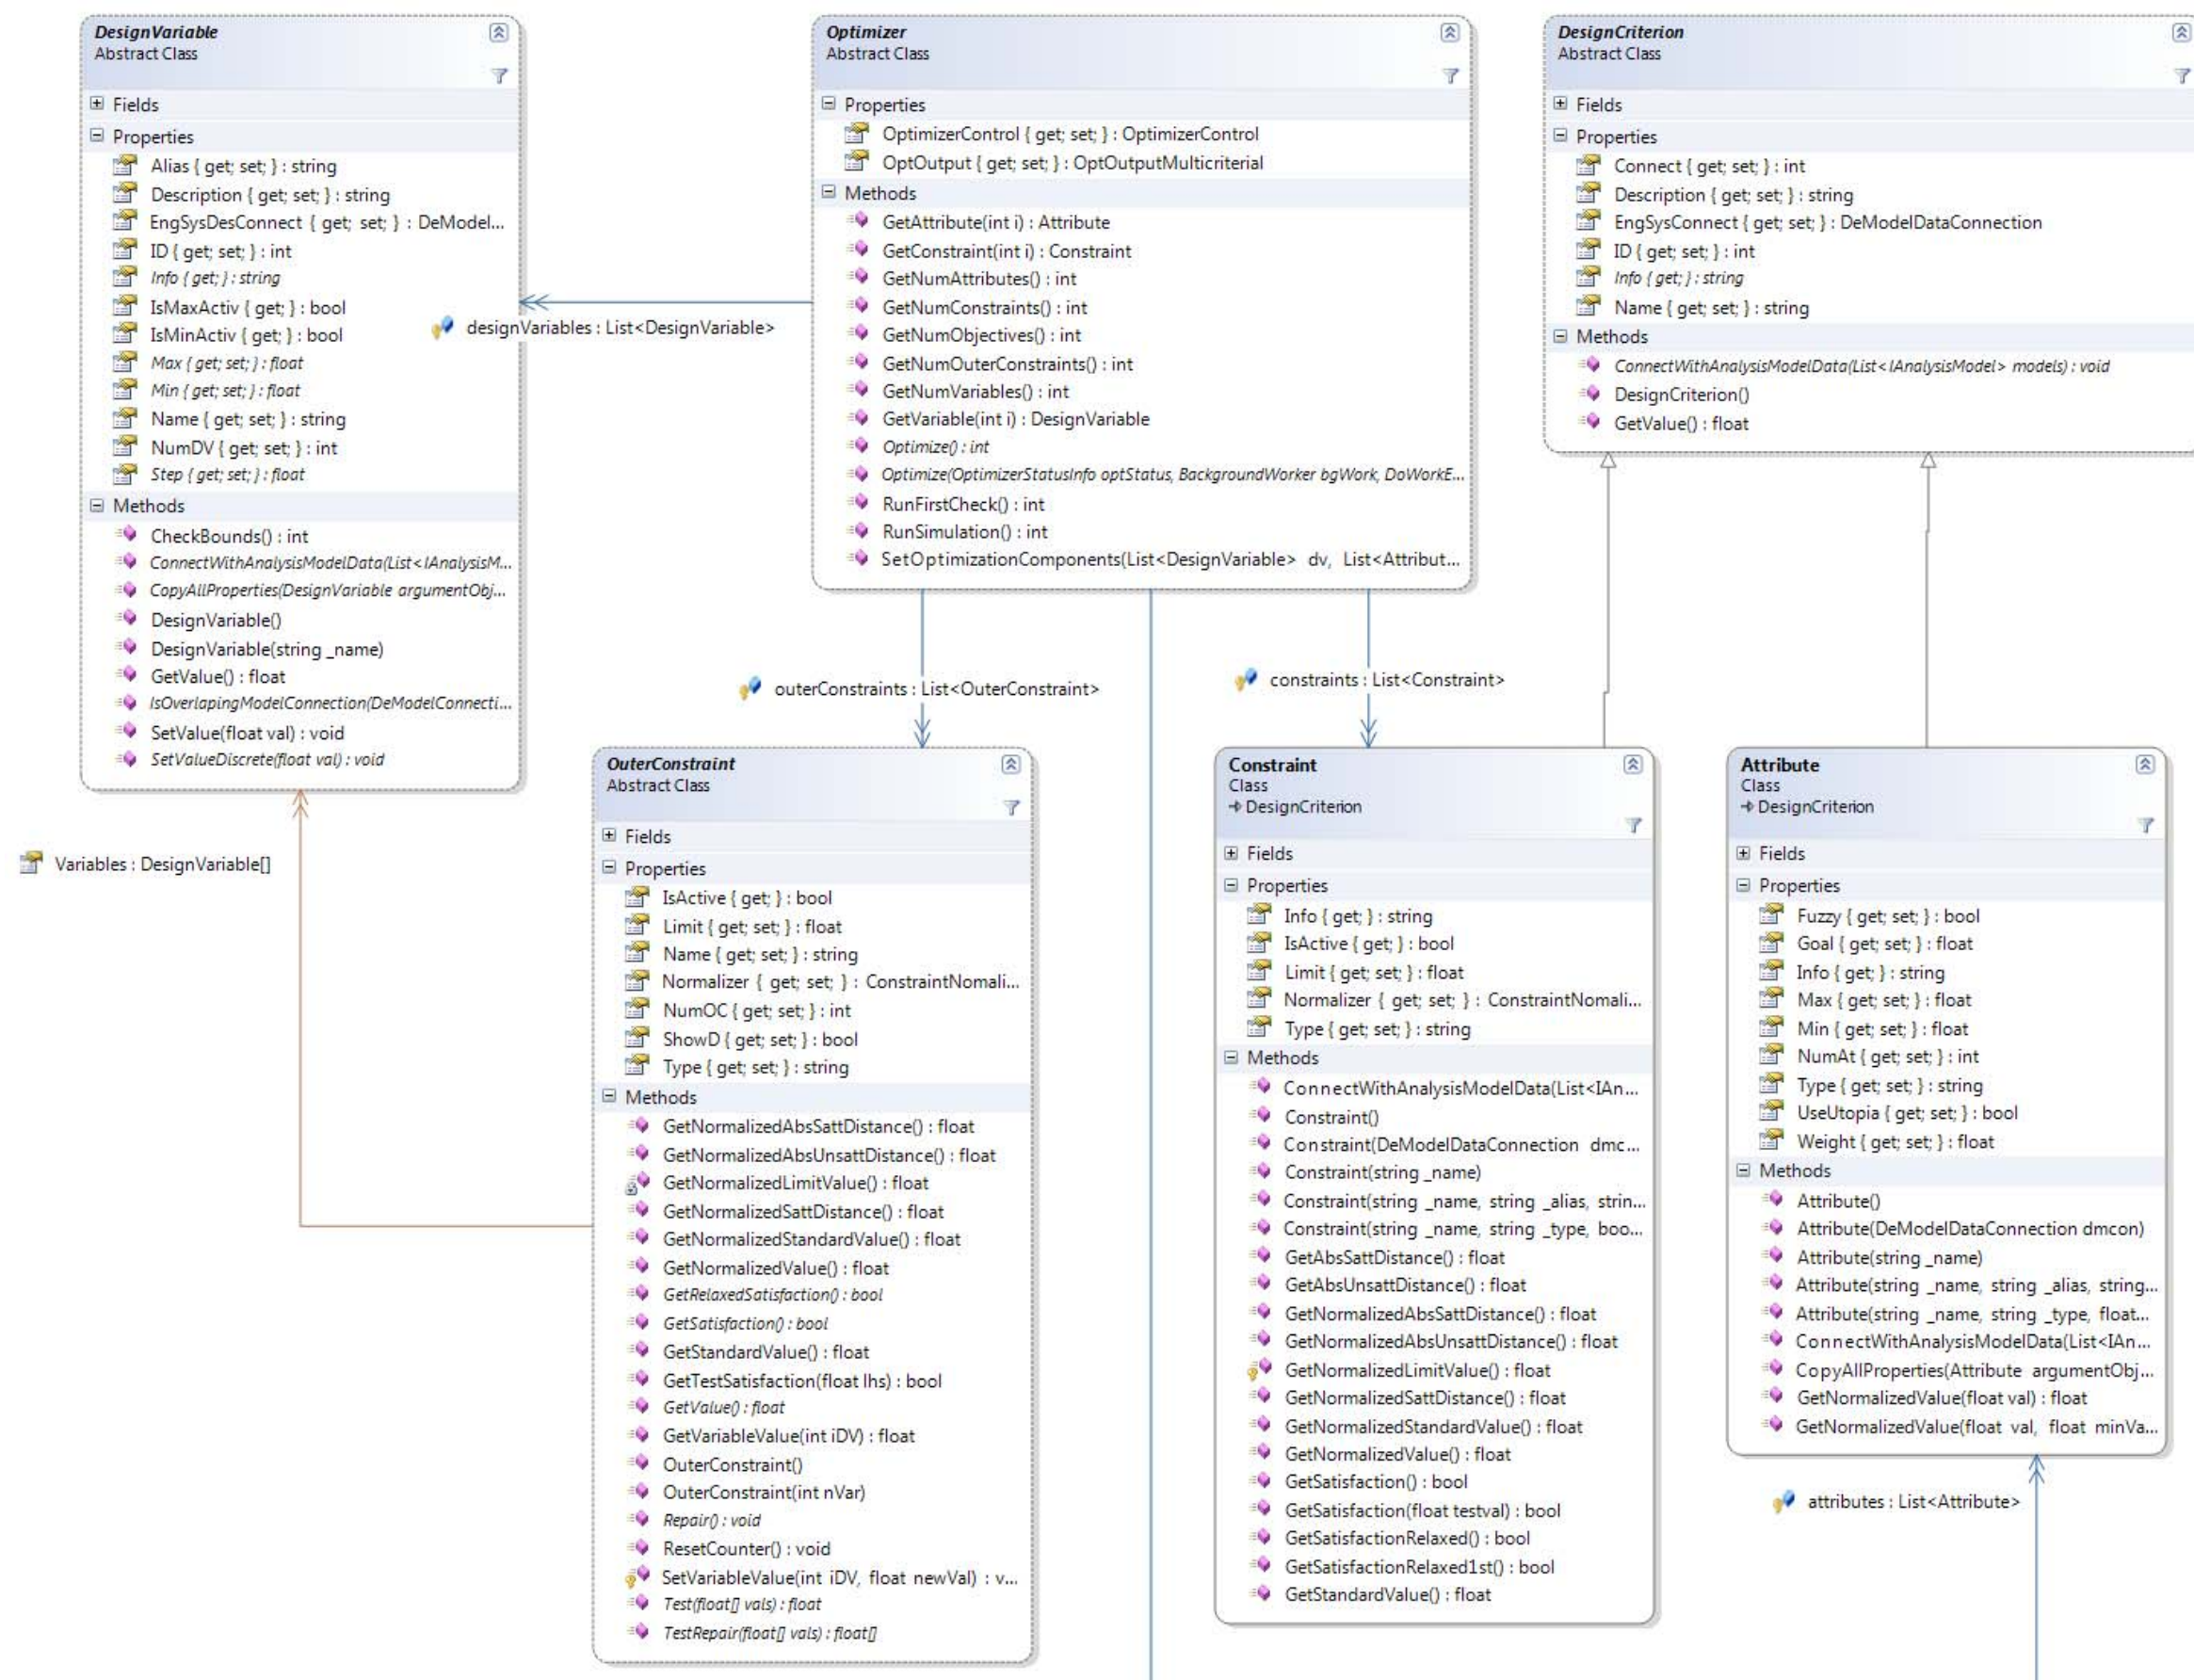 DesignVariable
Abstract Class
Fields
Properties
Alias { get; set; } : string
Description { get; set; } : string
EngSysDesConnect { get; set; } : DeModel...
ID { get; set; } : int
Info { get; } : string
IsMaxActiv { get; } : bool
IsMinActiv { get; } : bool
Max { get; set; } : float
Min { get; set; } : float
Name { get; set; } : string
NumDV { get; set; } : int
Step { get; set; } : float
Methods
CheckBounds() : int
ConnectWithAnalysisModelData(List<IAnalysisM...
CopyAllProperties(DesignVariable argumentObj...
DesignVariable()
DesignVariable(string _name)
GetValue() : float
IsOverlapingModelConnection(DeModelConnecti...
SetValue(float val) : void
SetValueDiscrete(float val) : void
designVariables : List<DesignVariable>
Variables : DesignVariable[]
Optimizer
Abstract Class
Properties
OptimizerControl { get; set; } : OptimizerControl
OptOutput { get; set; } : OptOutputMulticriterial
Methods
GetAttribute(int i) : Attribute
GetConstraint(int i) : Constraint
GetNumAttributes() : int
GetNumConstraints() : int
GetNumObjectives() : int
GetNumOuterConstraints() : int
GetNumVariables() : int
GetVariable(int i) : DesignVariable
Optimize() : int
Optimize(OptimizerStatusInfo optStatus, BackgroundWorker bgWork, DoWorkE...
RunFirstCheck() : int
RunSimulation() : int
SetOptimizationComponents(List<DesignVariable> dv, List<Attribut...
outerConstraints : List<OuterConstraint>
constraints : List<Constraint>
DesignCriterion
Abstract Class
Fields
Properties
Connect { get; set; } : int
Description { get; set; } : string
EngSysConnect { get; set; } : DeModelDataConnection
ID { get; set; } : int
Info { get; } : string
Name { get; set; } : string
Methods
ConnectWithAnalysisModelData(List<IAnalysisModel> models) : void
DesignCriterion()
GetValue() : float
OuterConstraint
Abstract Class
Fields
Properties
IsActive { get; } : bool
Limit { get; set; } : float
Name { get; set; } : string
Normalizer { get; set; } : ConstraintNomali...
NumOC { get; set; } : int
ShowD { get; set; } : bool
Type { get; set; } : string
Methods
GetNormalizedAbsSattDistance() : float
GetNormalizedAbsUnsattDistance() : float
GetNormalizedLimitValue() : float
GetNormalizedSattDistance() : float
GetNormalizedStandardValue() : float
GetNormalizedValue() : float
GetRelaxedSatisfaction() : bool
GetSatisfaction() : bool
GetStandardValue() : float
GetTestSatisfaction(float lhs) : bool
GetValue() : float
GetVariableValue(int iDV) : float
OuterConstraint()
OuterConstraint(int nVar)
Repair() : void
ResetCounter() : void
SetVariableValue(int iDV, float newVal) : v...
Test(float[] vals) : float
TestRepair(float[] vals) : float[]
Constraint
Class
DesignCriterion
Fields
Properties
Info { get; } : string
IsActive { get; } : bool
Limit { get; set; } : float
Normalizer { get; set; } : ConstraintNomali...
Type { get; set; } : string
Methods
ConnectWithAnalysisModelData(List<IAn...
Constraint()
Constraint(DeModelDataConnection dmc...
Constraint(string _name)
Constraint(string _name, string _alias, strin...
Constraint(string _name, string _type, boo...
GetAbsSattDistance() : float
GetAbsUnsattDistance() : float
GetNormalizedAbsSattDistance() : float
GetNormalizedAbsUnsattDistance() : float
GetNormalizedLimitValue() : float
GetNormalizedSattDistance() : float
GetNormalizedStandardValue() : float
GetNormalizedValue() : float
GetSatisfaction() : bool
GetSatisfaction(float testval) : bool
GetSatisfactionRelaxed() : bool
GetSatisfactionRelaxed1st() : bool
GetStandardValue() : float
Attribute
Class
DesignCriterion
Fields
Properties
Fuzzy { get; set; } : bool
Goal { get; set; } : float
Info { get; } : string
Max { get; set; } : float
Min { get; set; } : float
NumAt { get; set; } : int
Type { get; set; } : string
UseUtopia { get; set; } : bool
Weight { get; set; } : float
Methods
Attribute()
Attribute(DeModelDataConnection dmcon)
Attribute(string _name)
Attribute(string _name, string _alias, string...
Attribute(string _name, string _type, float...
ConnectWithAnalysisModelData(List<IAn...
CopyAllProperties(Attribute argumentObj...
GetNormalizedValue(float val) : float
GetNormalizedValue(float val, float minVa...
attributes : List<Attribute>